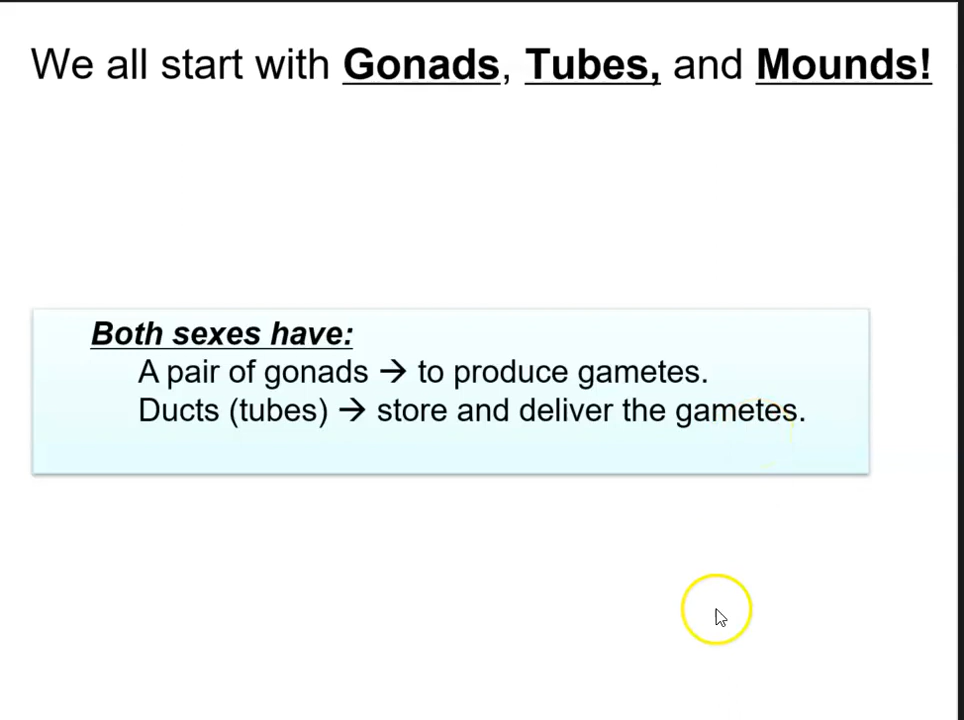 We all start with Gonads, Tubes, and Mounds!
Both sexes have:
A pair of gonads → to produce gametes.
Ducts (tubes) → store and deliver the gametes.